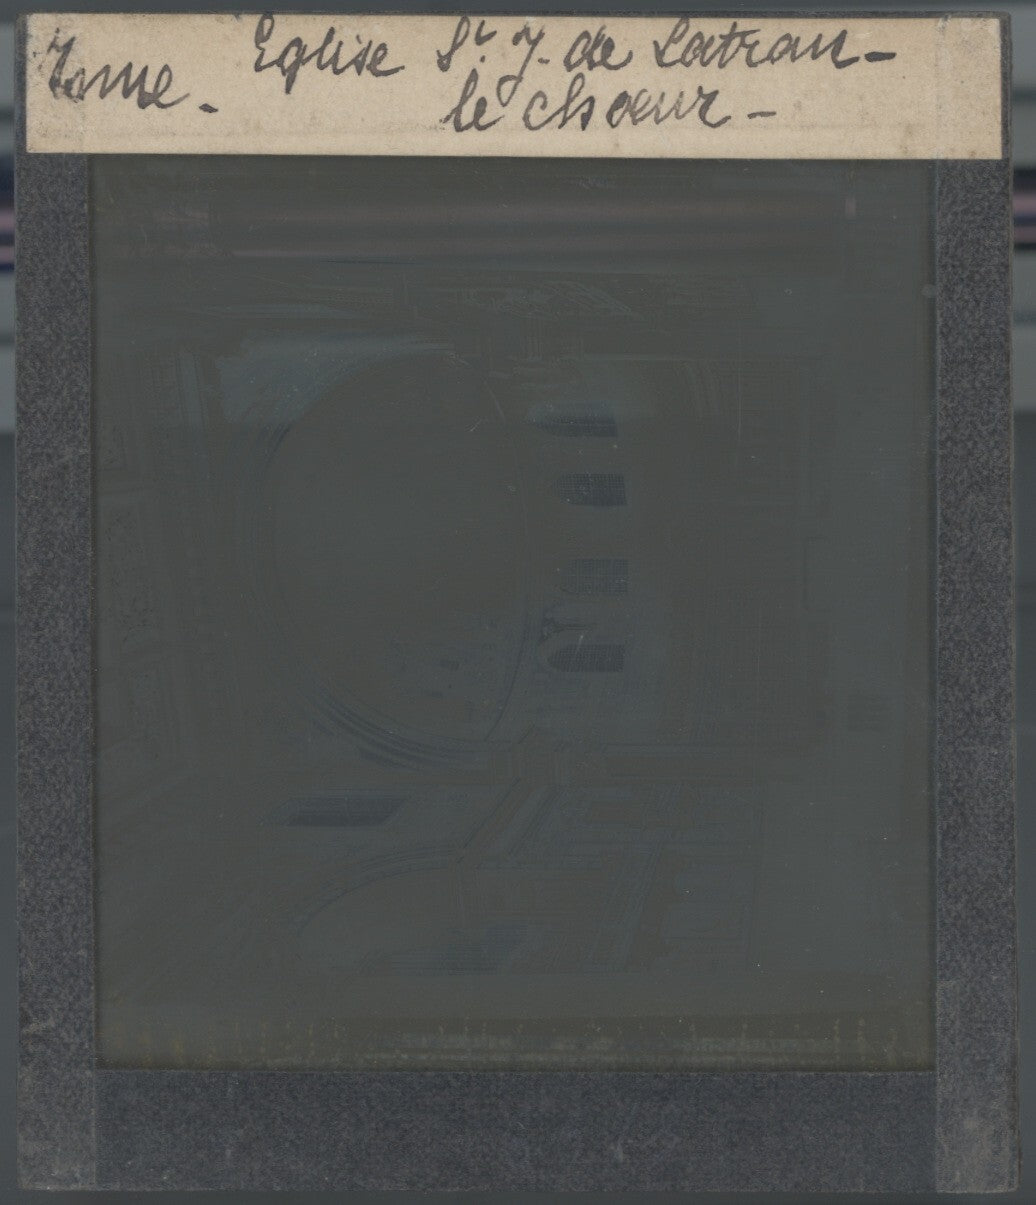 Rome. Eglise St. J. de Latran -
le chœur -